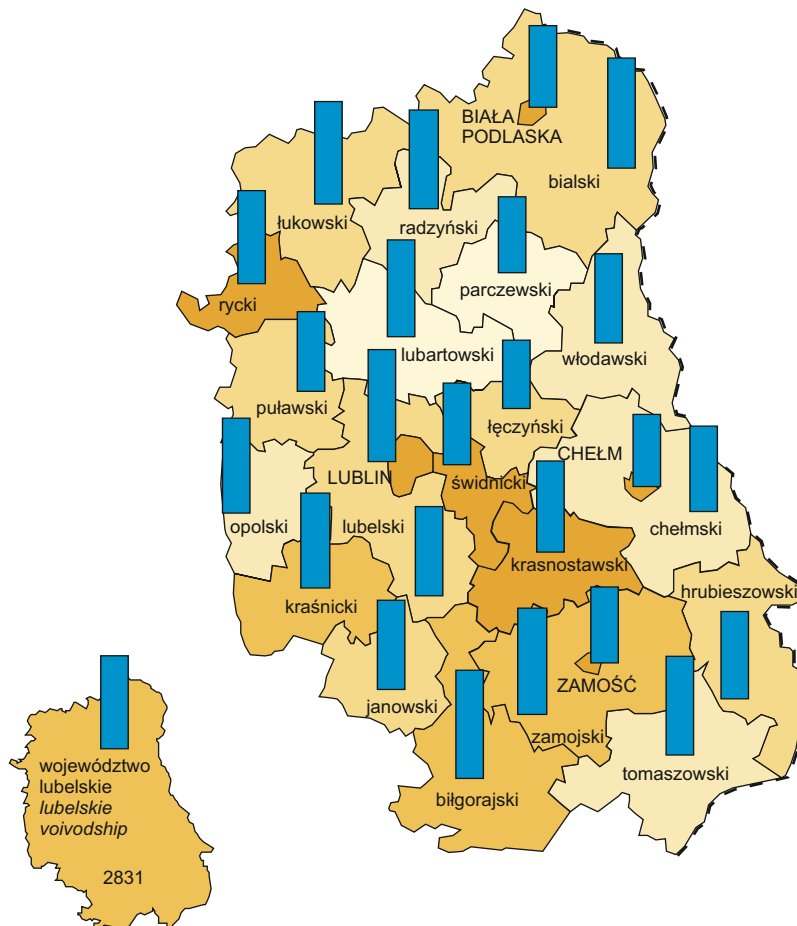 BIAŁA
PODLASKA
bialski
łukowski
radzyński
rycki
parczewski
lubartowski
włodawski
puławski
łęczyński
CHEŁM
LUBLIN
świdnicki
opolski
lubelski
chełmski
krasnostawski
hrubieszowski
kraśnicki
ZAMOŚĆ
janowski
zamojski
tomaszowski
biłgorajski
województwo
lubelskie
lubelskie
voivodship
2831